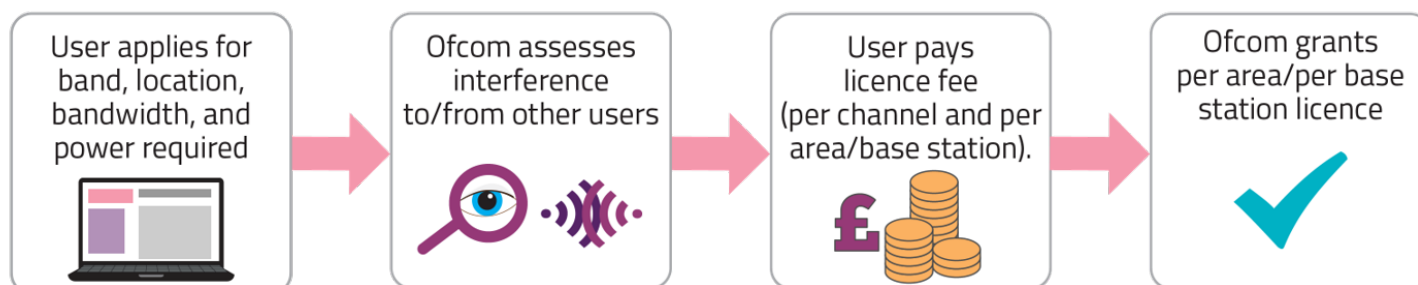 User applies for
band, location,
bandwidth, and
power required
Ofcom assesses
interference
to/from other users
User pays
licence fee
(per channel and per
area/base station).
£
Ofcom grants
per area/per base
station licence